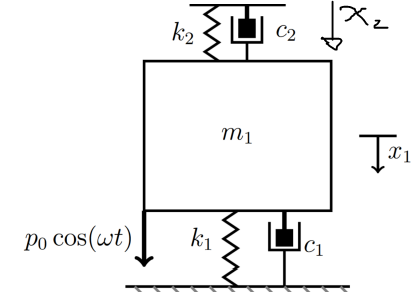 k₂ c₂ x₂
m₁
x₁
p₀ cos(ωt) k₁ c₁